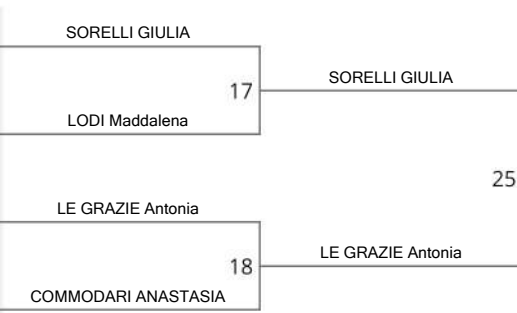 SORELLI GIULIA
17
SORELLI GIULIA
LODI Maddalena
25
LE GRAZIE Antonia
18
LE GRAZIE Antonia
COMMODARI ANASTASIA